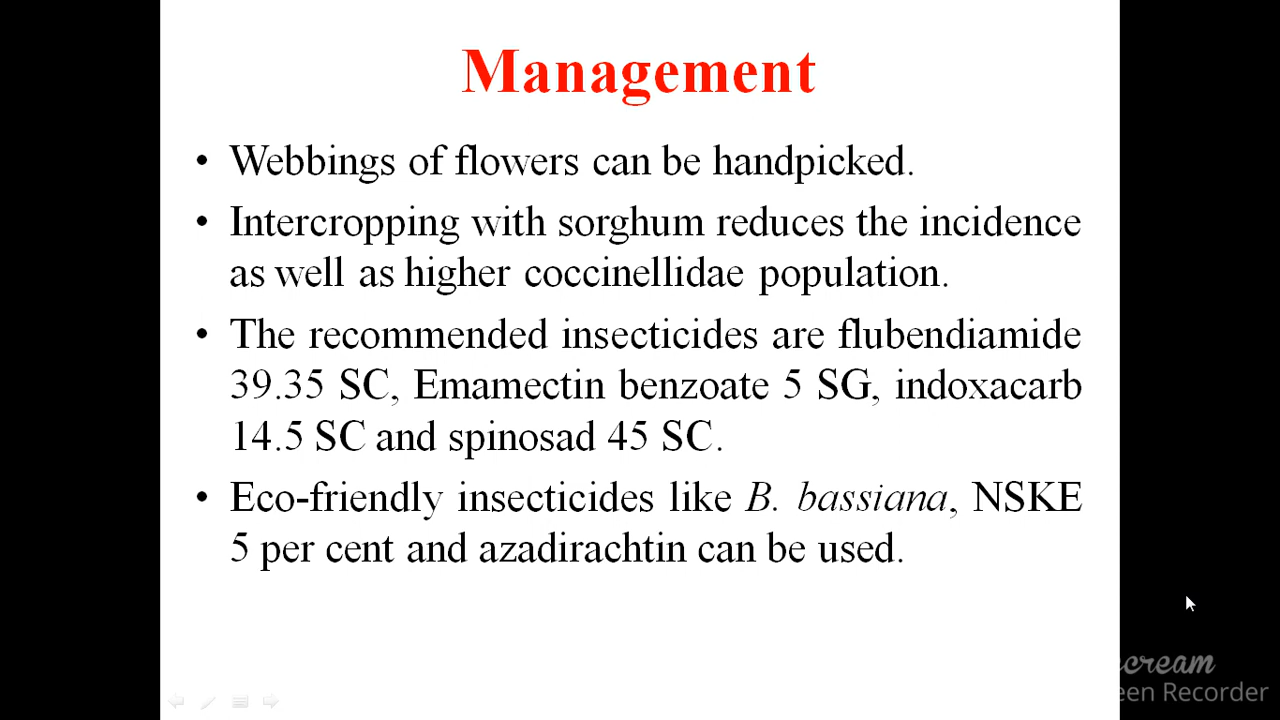 Management
• Webbings of flowers can be handpicked.
• Intercropping with sorghum reduces the incidence
as well as higher coccinellidae population.
• The recommended insecticides are flubendiamide
39.35 SC, Emamectin benzoate 5 SG, indoxacarb
14.5 SC and spinosad 45 SC.
• Eco-friendly insecticides like B. bassiana, NSKE
5 per cent and azadirachtin can be used.
cream
een Recorder